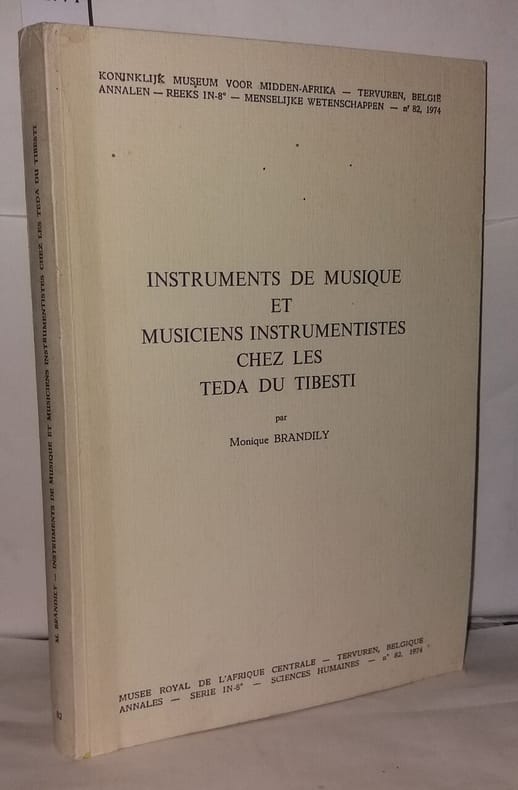 KONINKLIJK MUSEUM VOOR MIDDEN-AFRIKA — TERVUREN, BELGIË
ANNALEN — REEKS IN-8° — MENSELIJKE WETENSCHAPPEN — n° 82, 1974
INSTRUMENTS DE MUSIQUE
ET
MUSICIENS INSTRUMENTISTES
CHEZ LES
TEDA DU TIBESTI
par
Monique BRANDILY
MUSEE ROYAL DE L'AFRIQUE CENTRALE — TERVUREN, BELGIQUE
ANNALES — SERIE IN-8° — SCIENCES HUMAINES — n° 82, 1974
M. BRANDILY — INSTRUMENTS DE MUSIQUE ET MUSICIENS INSTRUMENTISTES CHEZ LES TEDA DU TIBESTI
82